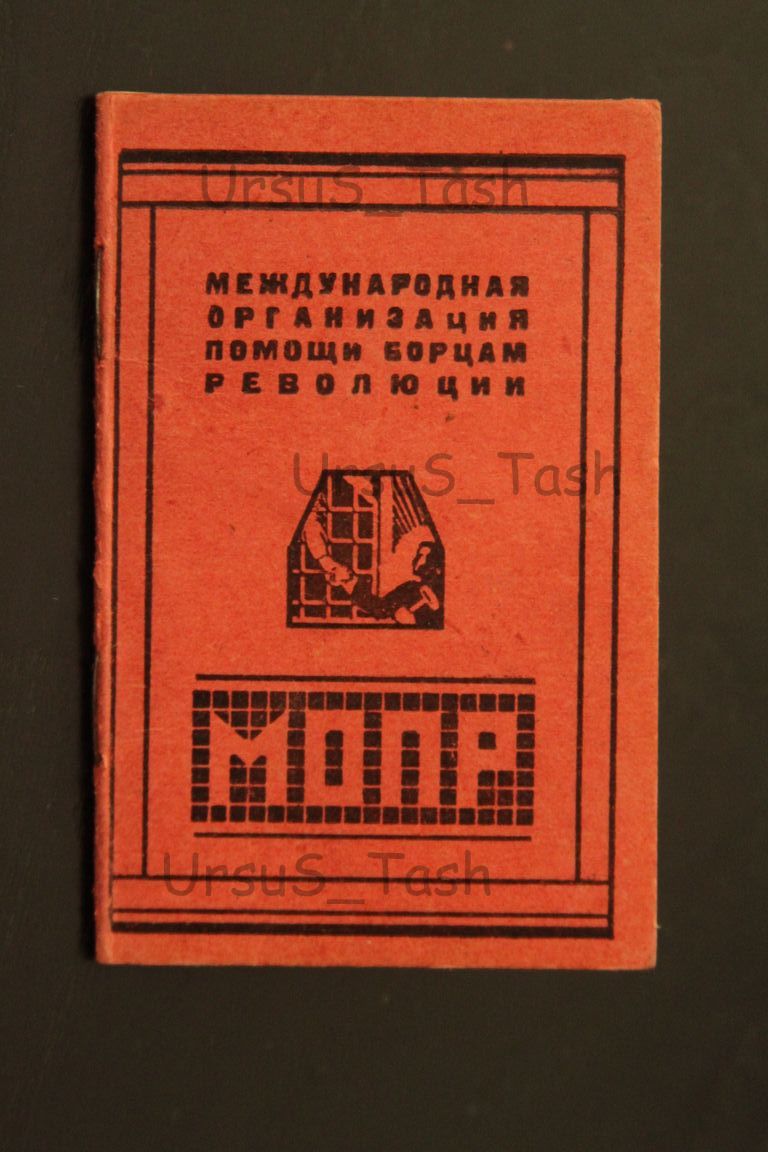 UrsuS_Tash
МЕЖДУНАРОДНАЯ
ОРГАНИЗАЦИЯ
ПОМОЩИ БОРЦАМ
РЕВОЛЮЦИИ
UrsuS_Tash
МОПР
UrsuS_Tash